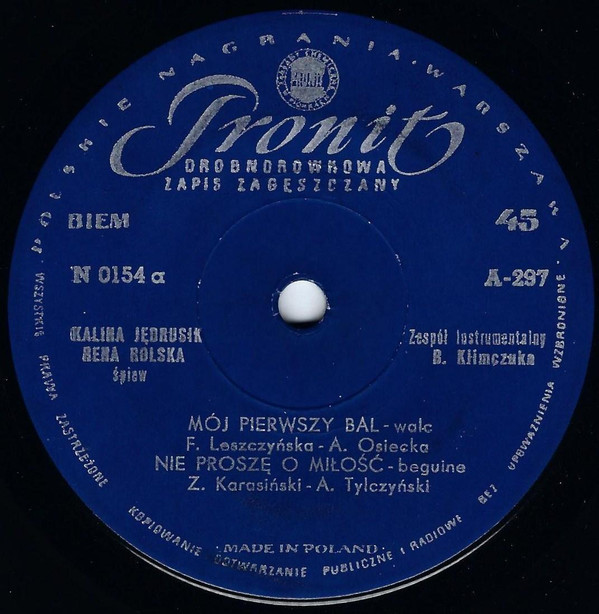 POLSKIE NAGRANIA · WARSZAWA
PRONIT
Pronit
DROBNOROWKOWA
ZAPIS ZAGĘSZCZANY
BIEM
45
N 0154 α
A-297
KALINA JĘDRUSIK
RENA ROLSKA
śpiew
Zespół Instrumentalny
B. Klimczuka
MÓJ PIERWSZY BAL - walc
F. Leszczyńska - A. Osiecka
NIE PROSZĘ O MIŁOŚĆ - beguine
Z. Karasiński - A. Tylczyński
· MADE IN POLAND ·
WSZYSTKIE PRAWA ZASTRZEŻONE KOPIOWANIE ODTWARZANIE PUBLICZNE I RADIOWE BEZ UPOWAŻNIENIA WZBRONIONE ·